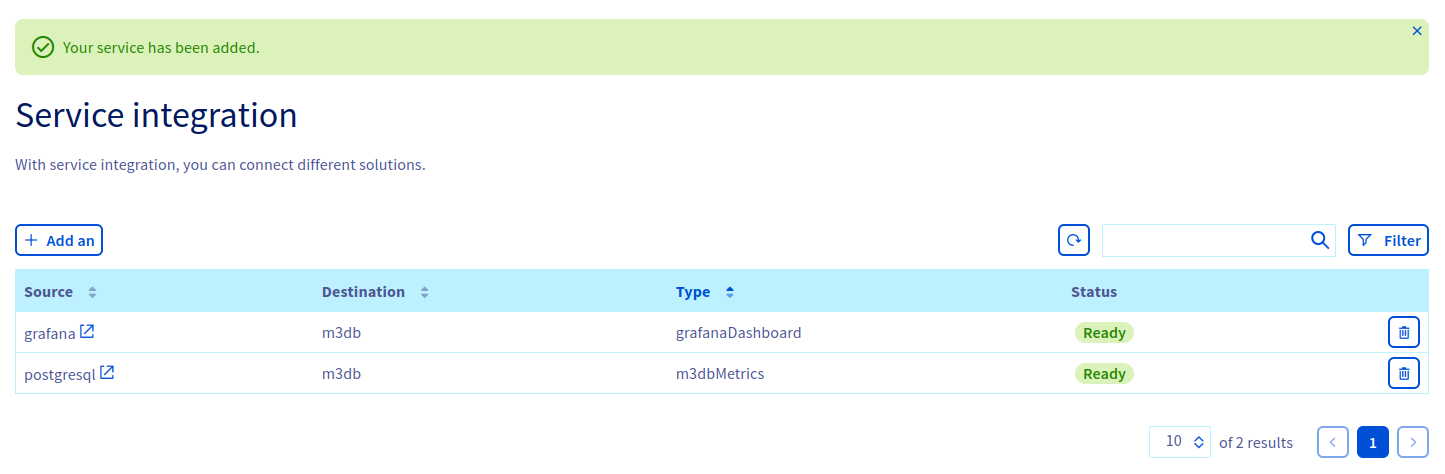 Your service has been added.
Service integration
With service integration, you can connect different solutions.
Add an
Filter
Source Destination Type Status
grafana m3db grafanaDashboard Ready
postgresql m3db m3dbMetrics Ready
10 of 2 results 1